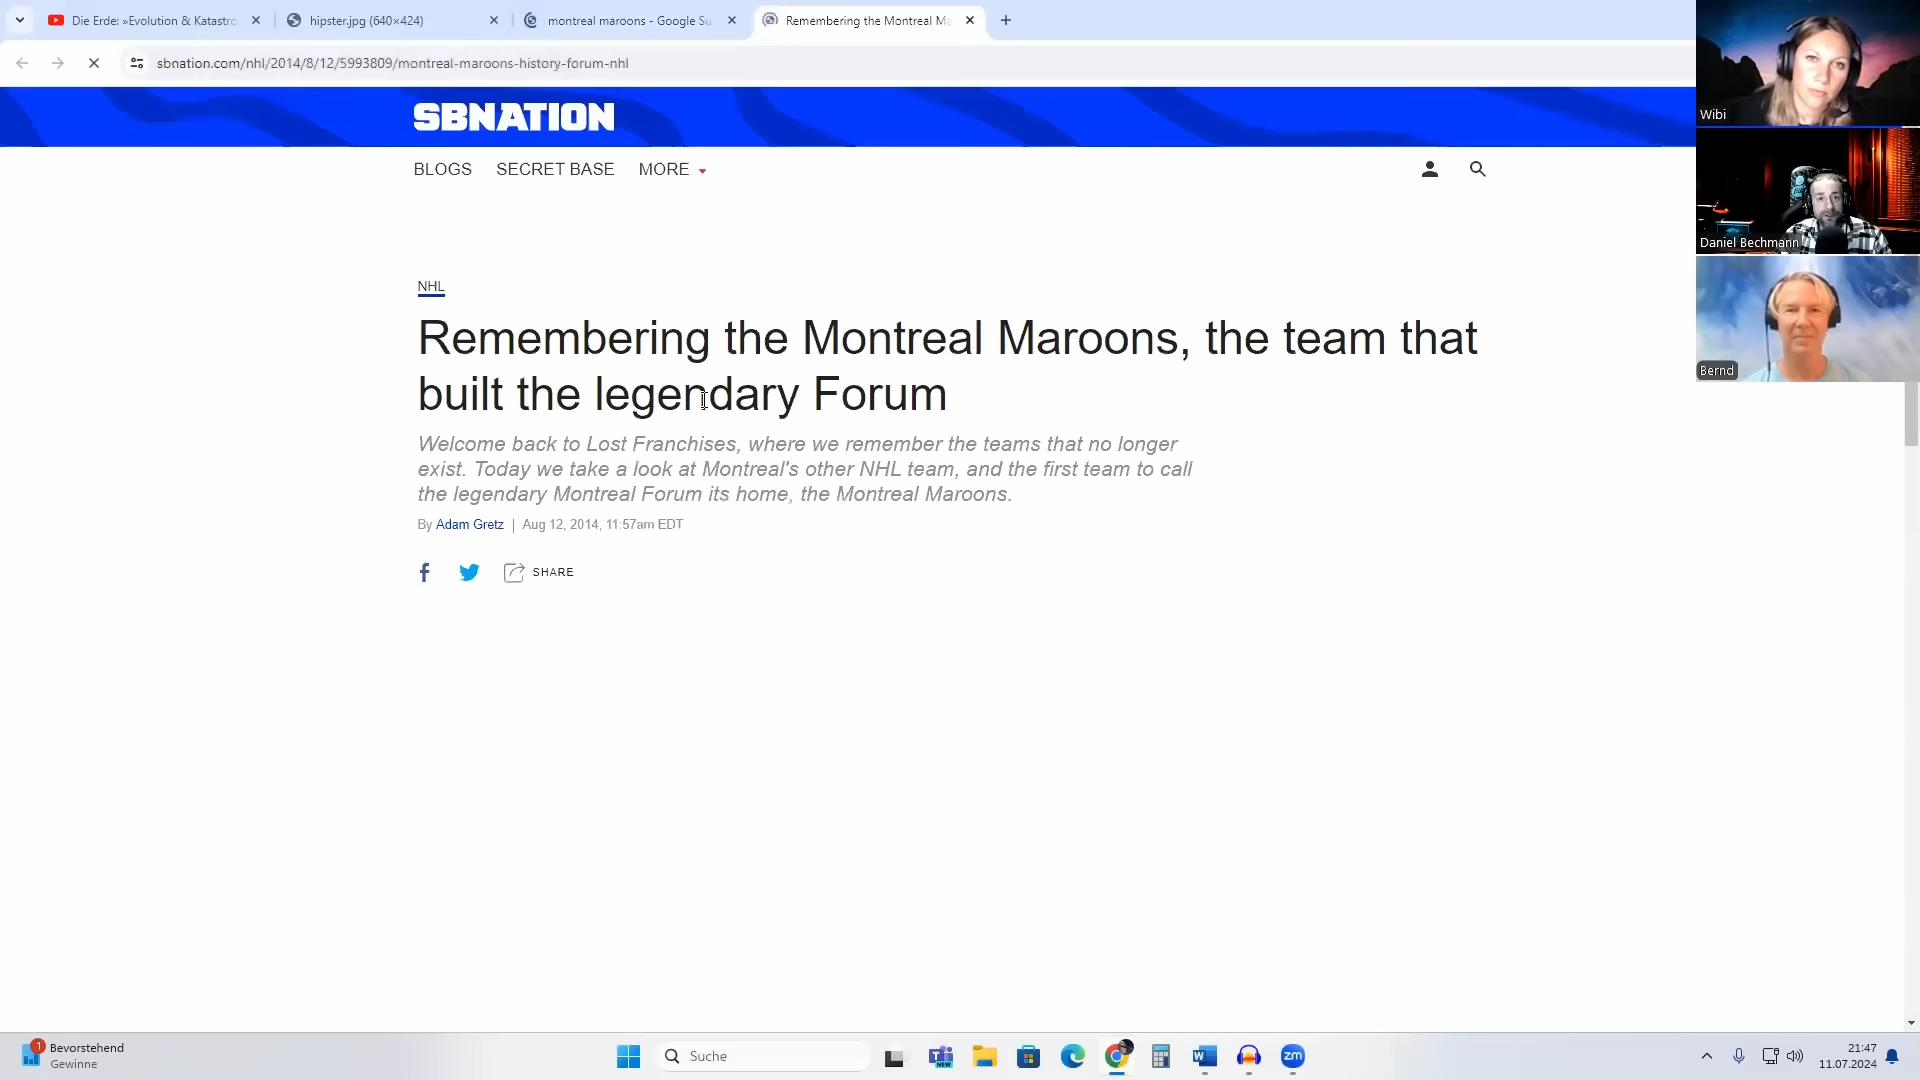 Die Erde: »Evolution & Katastro
hipster.jpg (640×424)
montreal maroons - Google Su
Remembering the Montreal Ma
sbnation.com/nhl/2014/8/12/5993809/montreal-maroons-history-forum-nhl
SBNATION
BLOGS SECRET BASE MORE
NHL
Remembering the Montreal Maroons, the team that
built the legendary Forum
Welcome back to Lost Franchises, where we remember the teams that no longer
exist. Today we take a look at Montreal's other NHL team, and the first team to call
the legendary Montreal Forum its home, the Montreal Maroons.
By Adam Gretz | Aug 12, 2014, 11:57am EDT
SHARE
Wibi
Daniel Bechmann
Bernd
1
Bevorstehend
Gewinne
Suche
NEW
zm
21:47
11.07.2024